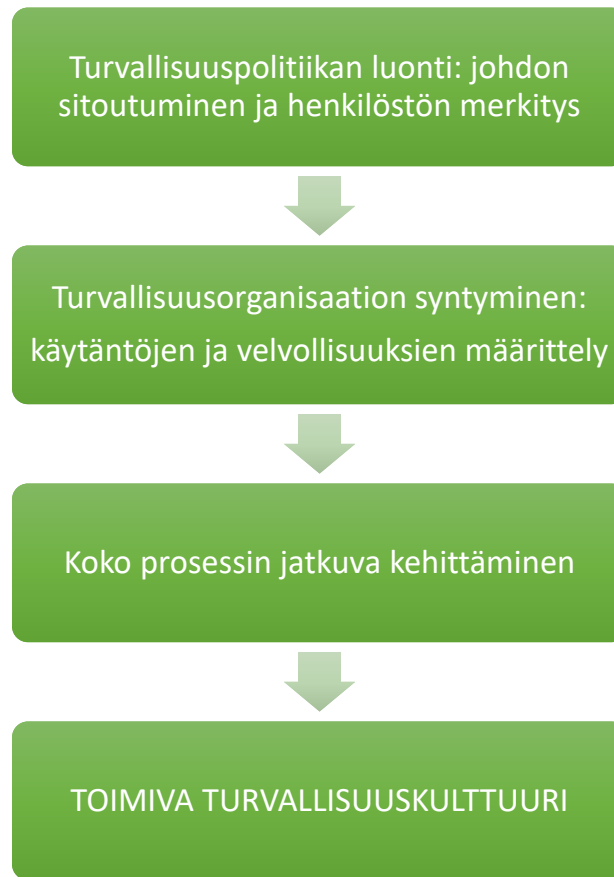 Turvallisuuspolitiikan luonti: johdon
sitoutuminen ja henkilöstön merkitys
Turvallisuusorganisaation syntyminen:
käytäntöjen ja velvollisuuksien määrittely
Koko prosessin jatkuva kehittäminen
TOIMIVA TURVALLISUUSKULTTUURI